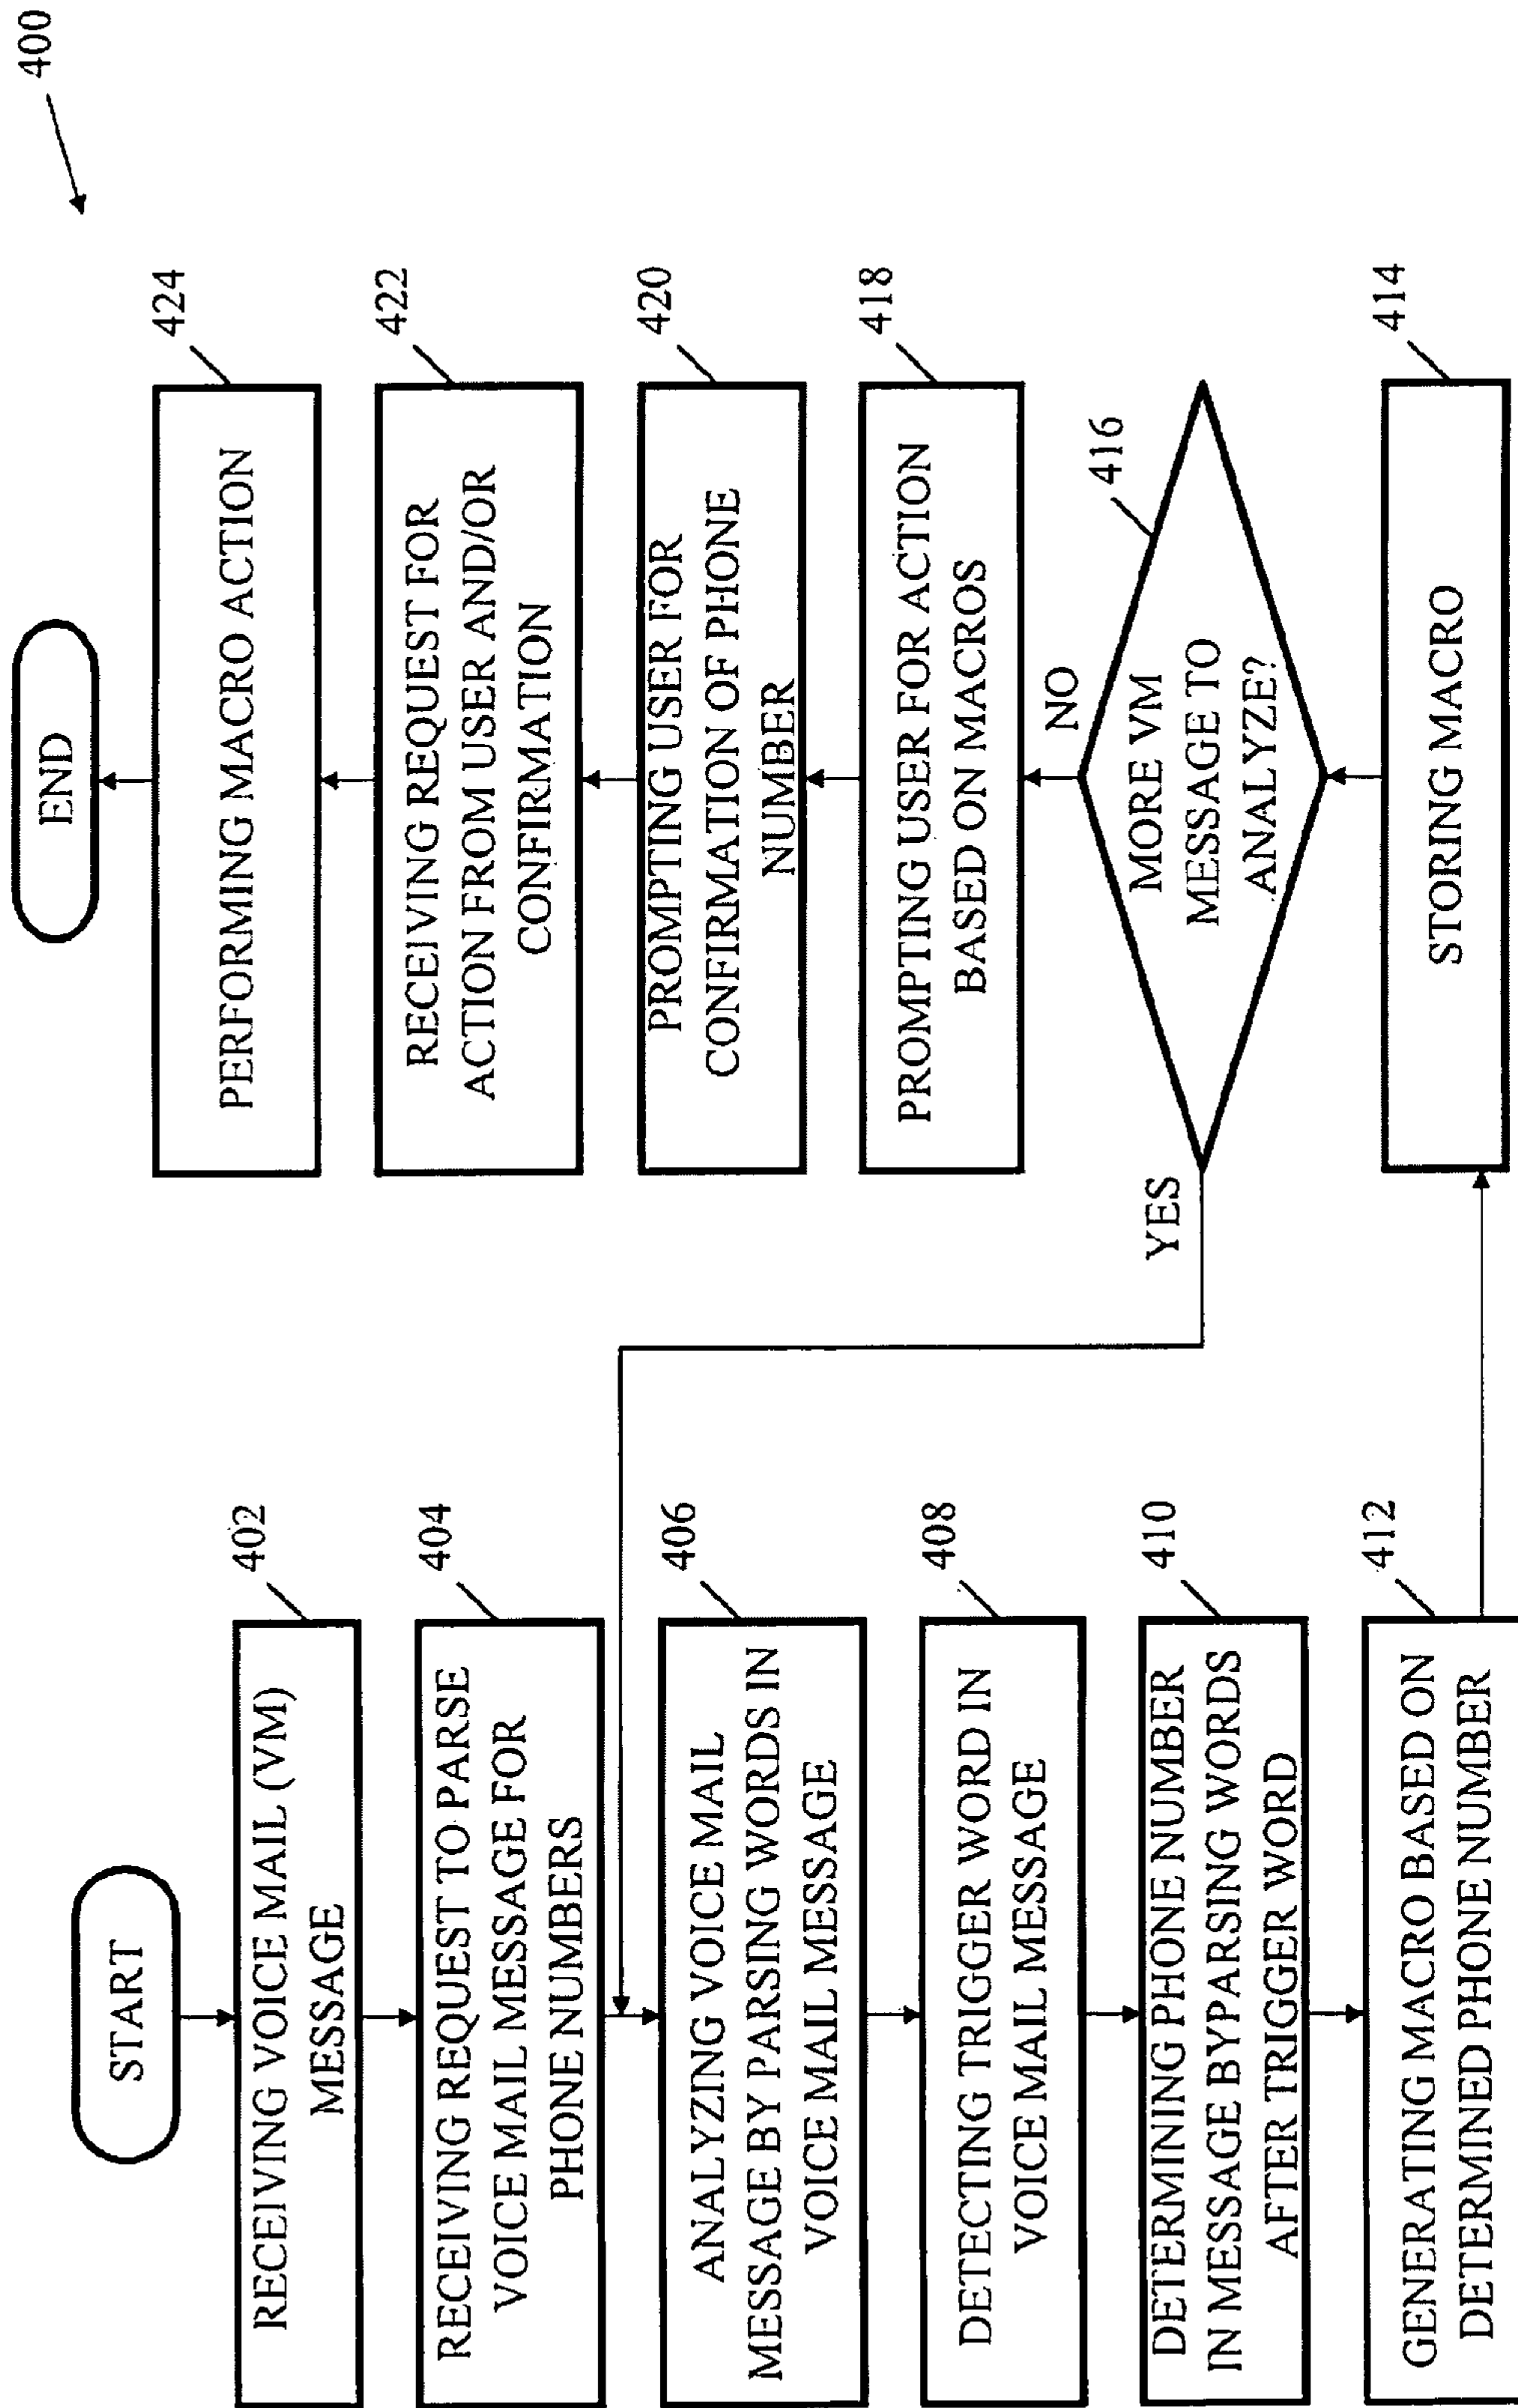 400
START
402
RECEIVING VOICE MAIL (VM)
MESSAGE
404
RECEIVING REQUEST TO PARSE
VOICE MAIL MESSAGE FOR
PHONE NUMBERS
406
ANALYZING VOICE MAIL
MESSAGE BY PARSING WORDS IN
VOICE MAIL MESSAGE
408
DETECTING TRIGGER WORD IN
VOICE MAIL MESSAGE
410
DETERMINING PHONE NUMBER
IN MESSAGE BYPARSING WORDS
AFTER TRIGGER WORD
412
GENERATING MACRO BASED ON
DETERMINED PHONE NUMBER
414
STORING MACRO
416
MORE VM
MESSAGE TO
ANALYZE?
YES
NO
418
PROMPTING USER FOR ACTION
BASED ON MACROS
420
PROMPTING USER FOR
CONFIRMATION OF PHONE
NUMBER
422
RECEIVING REQUEST FOR
ACTION FROM USER AND/OR
CONFIRMATION
424
PERFORMING MACRO ACTION
END